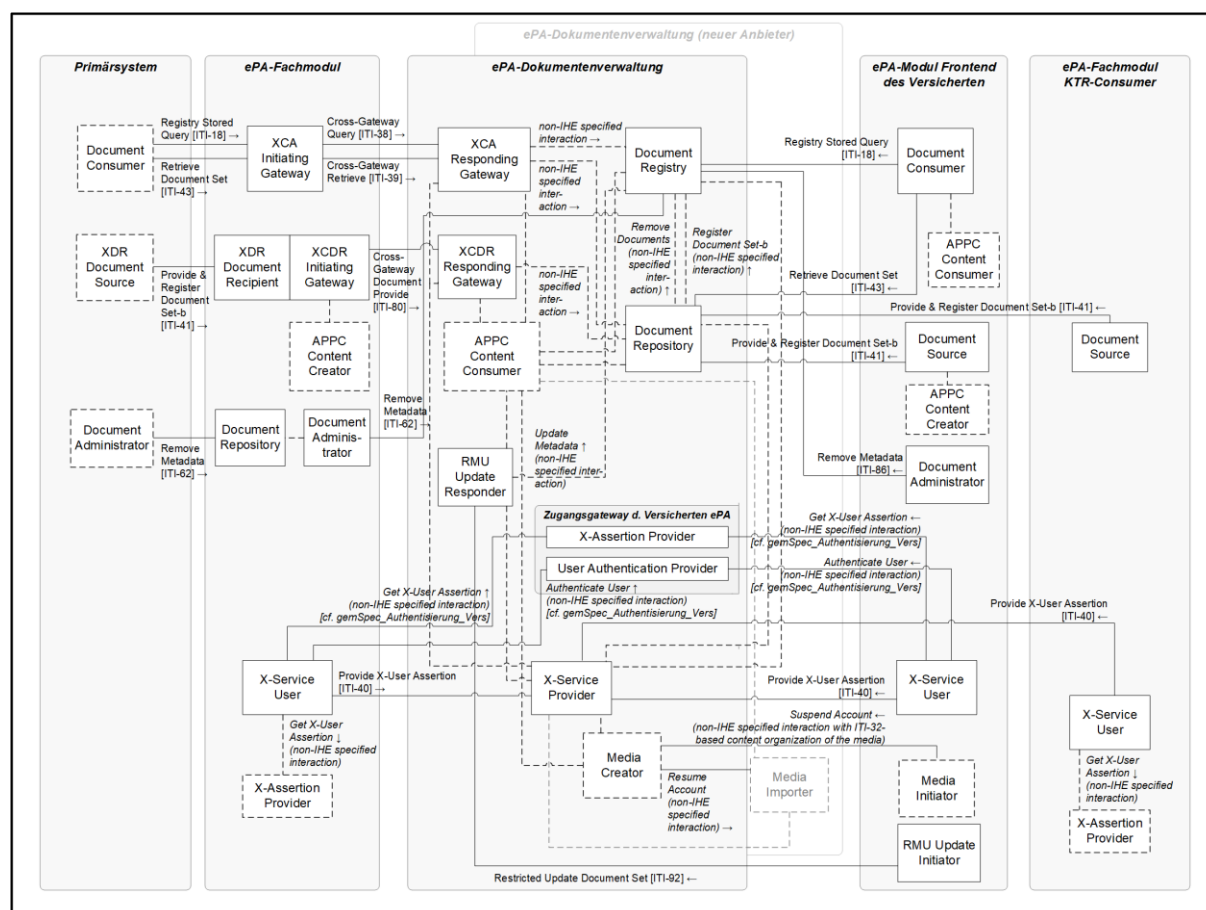 ePA-Dokumentenverwaltung (neuer Anbieter)
Primärsystem
ePA-Fachmodul
ePA-Dokumentenverwaltung
ePA-Modul Frontend
des Versicherten
ePA-Fachmodul
KTR-Consumer
Document
Consumer
Registry Stored
Query [ITI-18] →
Retrieve
Document Set
[ITI-43] →
XCA
Initiating
Gateway
Cross-Gateway
Query [ITI-38] →
Cross-Gateway
Retrieve [ITI-39] →
XCA
Responding
Gateway
non-IHE specified
interaction →
non-IHE
specified
inter-
action →
Document
Registry
Registry Stored Query
[ITI-18] ←
Document
Consumer
APPC
Content
Consumer
XDR
Document
Source
Provide &
Register
Document
Set-b
[ITI-41] →
XDR
Document
Recipient
XCDR
Initiating
Gateway
Cross-
Gateway
Document
Provide
[ITI-80] →
XCDR
Responding
Gateway
non-IHE
specified
inter-
action →
Remove
Documents
(non-IHE
specified
inter-
action) ↑
Register
Document Set-b
(non-IHE specified
interaction) ↑
Retrieve Document Set
[ITI-43] ←
Provide & Register Document Set-b [ITI-41] ←
APPC
Content
Creator
APPC
Content
Consumer
Document
Repository
Provide & Register Document Set-b
[ITI-41] ←
Document
Source
Document
Source
APPC
Content
Creator
Document
Administrator
Remove
Metadata
[ITI-62] →
Document
Repository
Document
Adminis-
trator
Remove
Metadata
[ITI-62] →
RMU
Update
Responder
Update
Metadata ↑
(non-IHE
specified inter-
action)
Remove Metadata
[ITI-86] ←
Document
Administrator
Zugangsgateway d. Versicherten ePA
X-Assertion Provider
User Authentication Provider
Get X-User Assertion ←
(non-IHE specified interaction)
[cf. gemSpec_Authentisierung_Vers]
Authenticate User ←
(non-IHE specified interaction)
[cf. gemSpec_Authentisierung_Vers]
Get X-User Assertion ↑
(non-IHE specified interaction)
[cf. gemSpec_Authentisierung_Vers]
Authenticate User ↑
(non-IHE specified interaction)
[cf. gemSpec_Authentisierung_Vers]
Provide X-User Assertion
[ITI-40] ←
X-Service
User
Provide X-User Assertion
[ITI-40] →
X-Service
Provider
Provide X-User Assertion
[ITI-40] ←
X-Service
User
X-Service
User
Get X-User
Assertion ↓
(non-IHE specified
interaction)
X-Assertion
Provider
Suspend Account ←
(non-IHE specified interaction with ITI-32-
based content organization of the media)
Media
Creator
Resume
Account
(non-IHE
specified
interaction) →
Media
Importer
Media
Initiator
Get X-User
Assertion ↓
(non-IHE specified
interaction)
X-Assertion
Provider
RMU Update
Initiator
Restricted Update Document Set [ITI-92] ←